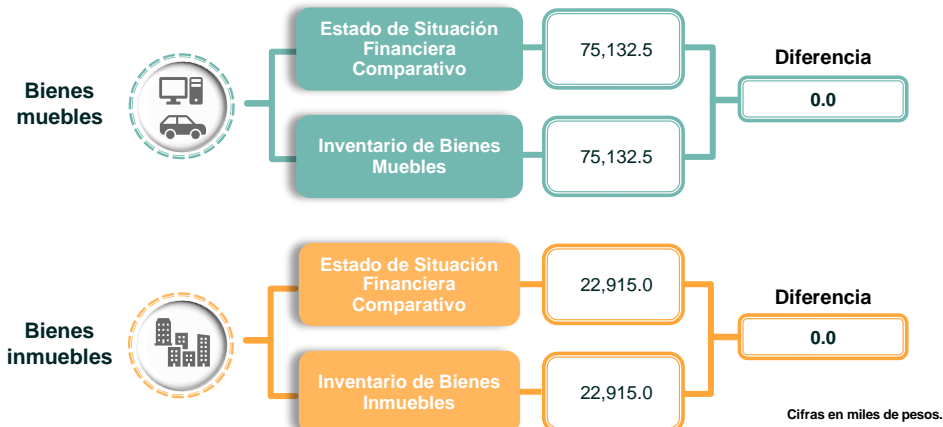 Bienes
muebles
Estado de Situación
Financiera
Comparativo
75,132.5
Inventario de Bienes
Muebles
75,132.5
Diferencia
0.0
Bienes
inmuebles
Estado de Situación
Financiera
Comparativo
22,915.0
Inventario de Bienes
Inmuebles
22,915.0
Diferencia
0.0
Cifras en miles de pesos.